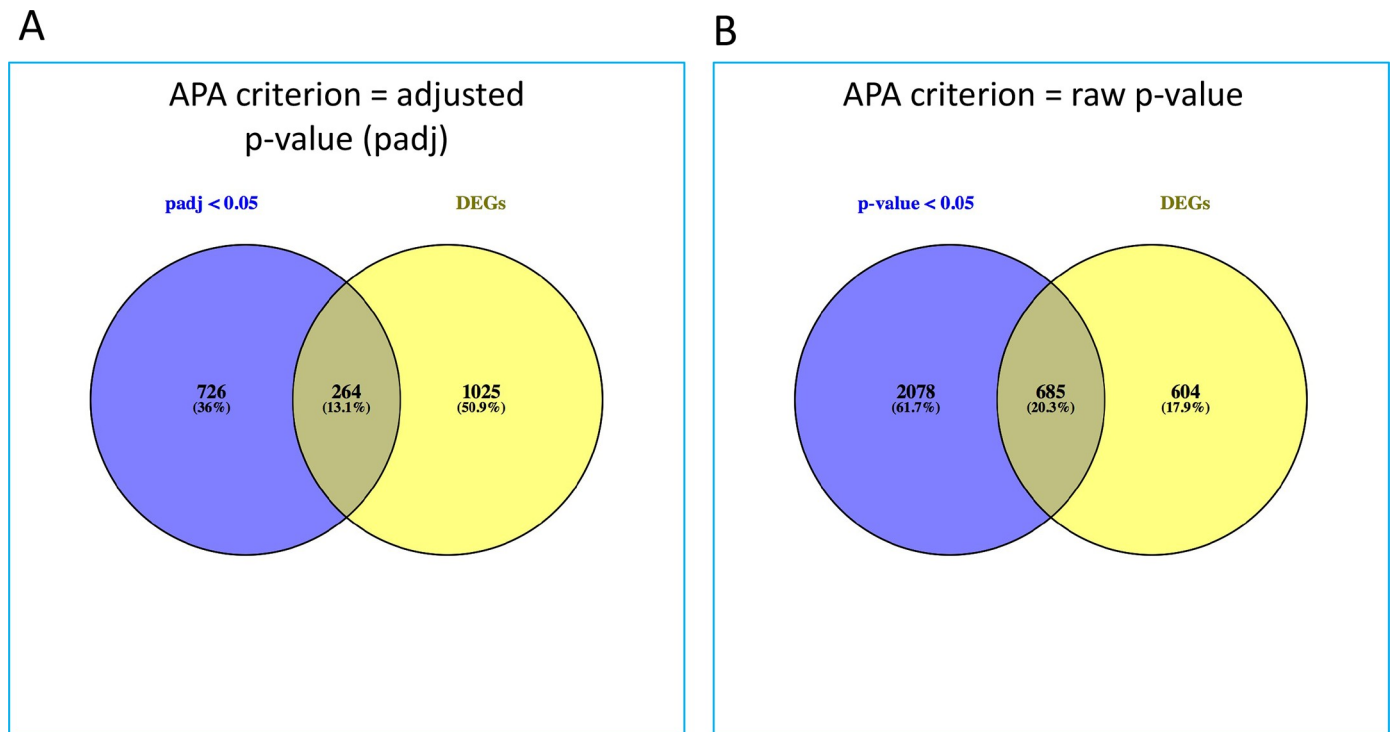 A
APA criterion = adjusted
p-value (padj)
padj < 0.05
DEGs
726
(36%)
264
(13.1%)
1025
(50.9%)
B
APA criterion = raw p-value
p-value < 0.05
DEGs
2078
(61.7%)
685
(20.3%)
604
(17.9%)